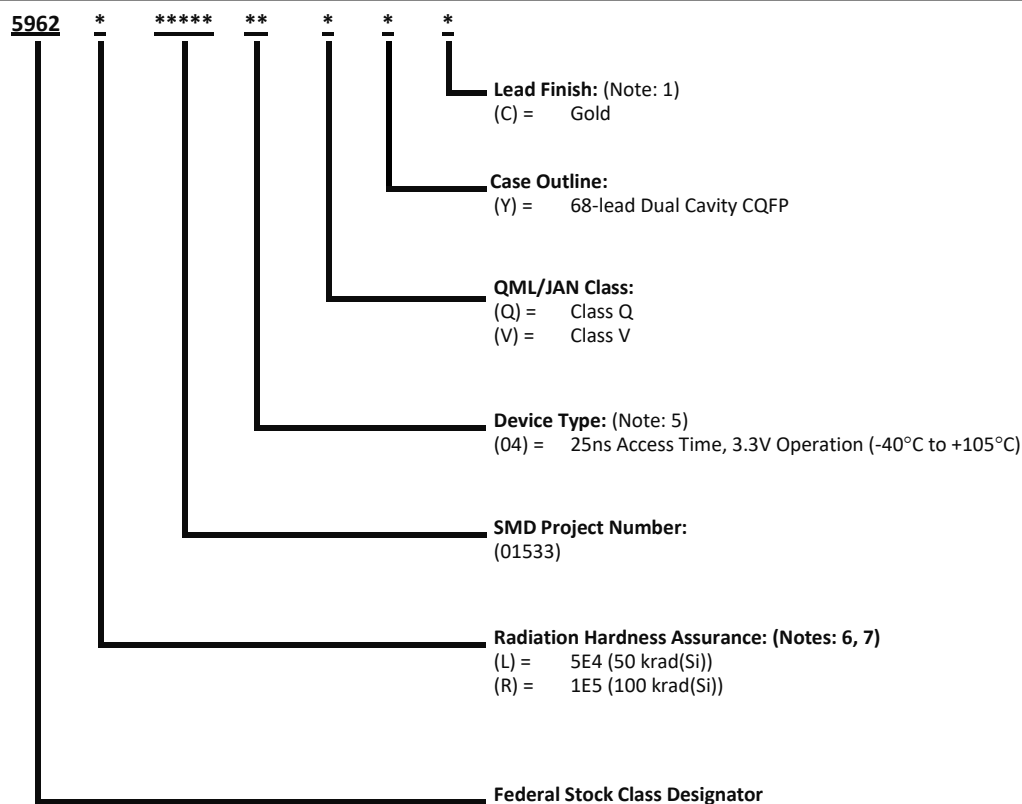 5962 * ***** ** * * *
Lead Finish: (Note: 1)
(C) = Gold
Case Outline:
(Y) = 68-lead Dual Cavity CQFP
QML/JAN Class:
(Q) = Class Q
(V) = Class V
Device Type: (Note: 5)
(04) = 25ns Access Time, 3.3V Operation (-40°C to +105°C)
SMD Project Number:
(01533)
Radiation Hardness Assurance: (Notes: 6, 7)
(L) = 5E4 (50 krad(Si))
(R) = 1E5 (100 krad(Si))
Federal Stock Class Designator